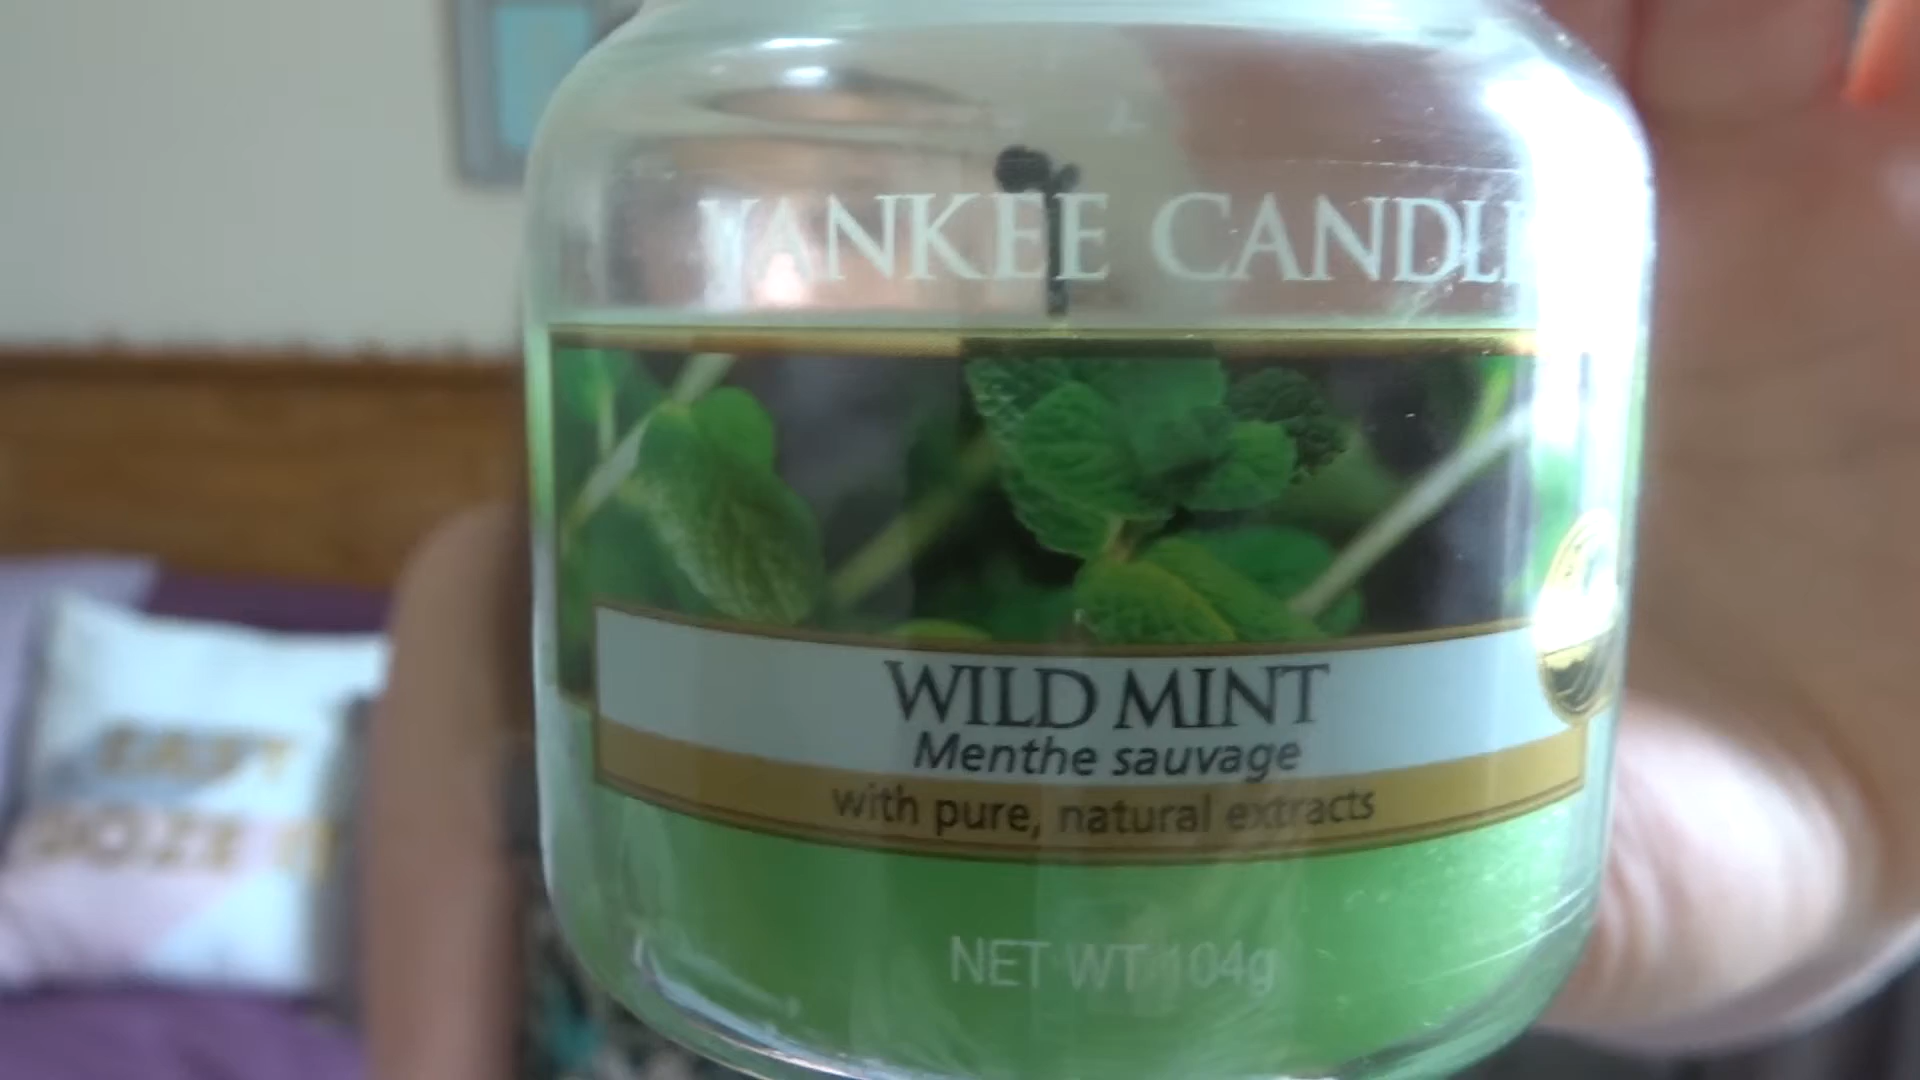 YANKEE CANDLE
WILD MINT
Menthe sauvage
with pure, natural extracts
NET WT 104g